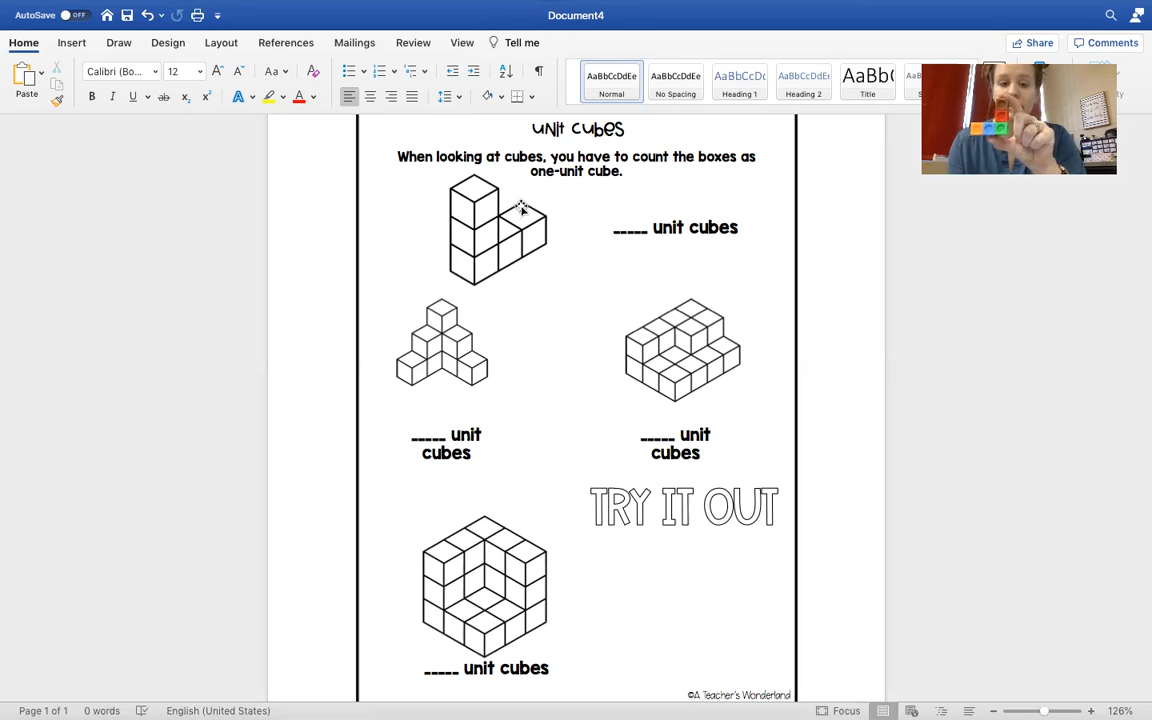 AutoSave OFF Document4
Home Insert Draw Design Layout References Mailings Review View Tell me Share Comments
Paste Calibri (Bo... 12 Aa AaBbCcDdEe Normal AaBbCcDdEe No Spacing AaBbCcDc Heading 1 AaBbCcDdEe Heading 2 AaBb( Title
unit cubes
When looking at cubes, you have to count the boxes as
one-unit cube.
_____ unit cubes
_____ unit
cubes
_____ unit
cubes
TRY IT OUT
_____ unit cubes
©A Teacher's Wonderland
Page 1 of 1 0 words English (United States) Focus 126%